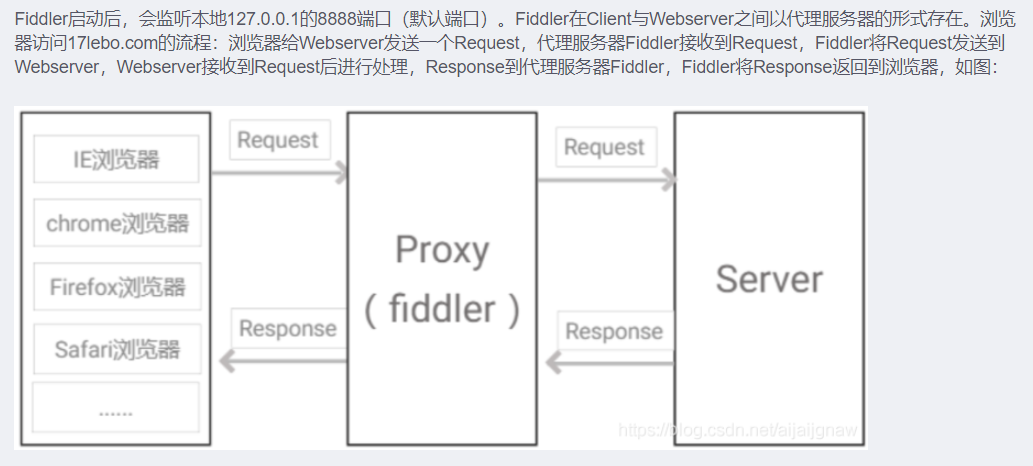 Fiddler启动后，会监听本地127.0.0.1的8888端口（默认端口）。Fiddler在Client与Webserver之间以代理服务器的形式存在。浏览
器访问17lebo.com的流程：浏览器给Webserver发送一个Request，代理服务器Fiddler接收到Request，Fiddler将Request发送到
Webserver，Webserver接收到Request后进行处理，Response到代理服务器Fiddler，Fiddler将Response返回到浏览器，如图：
IE浏览器
chrome浏览器
Firefox浏览器
Safari浏览器
......
Request
Response
Proxy
( fiddler )
Request
Response
Server
https://blog.csdn.net/aijaijgnaw